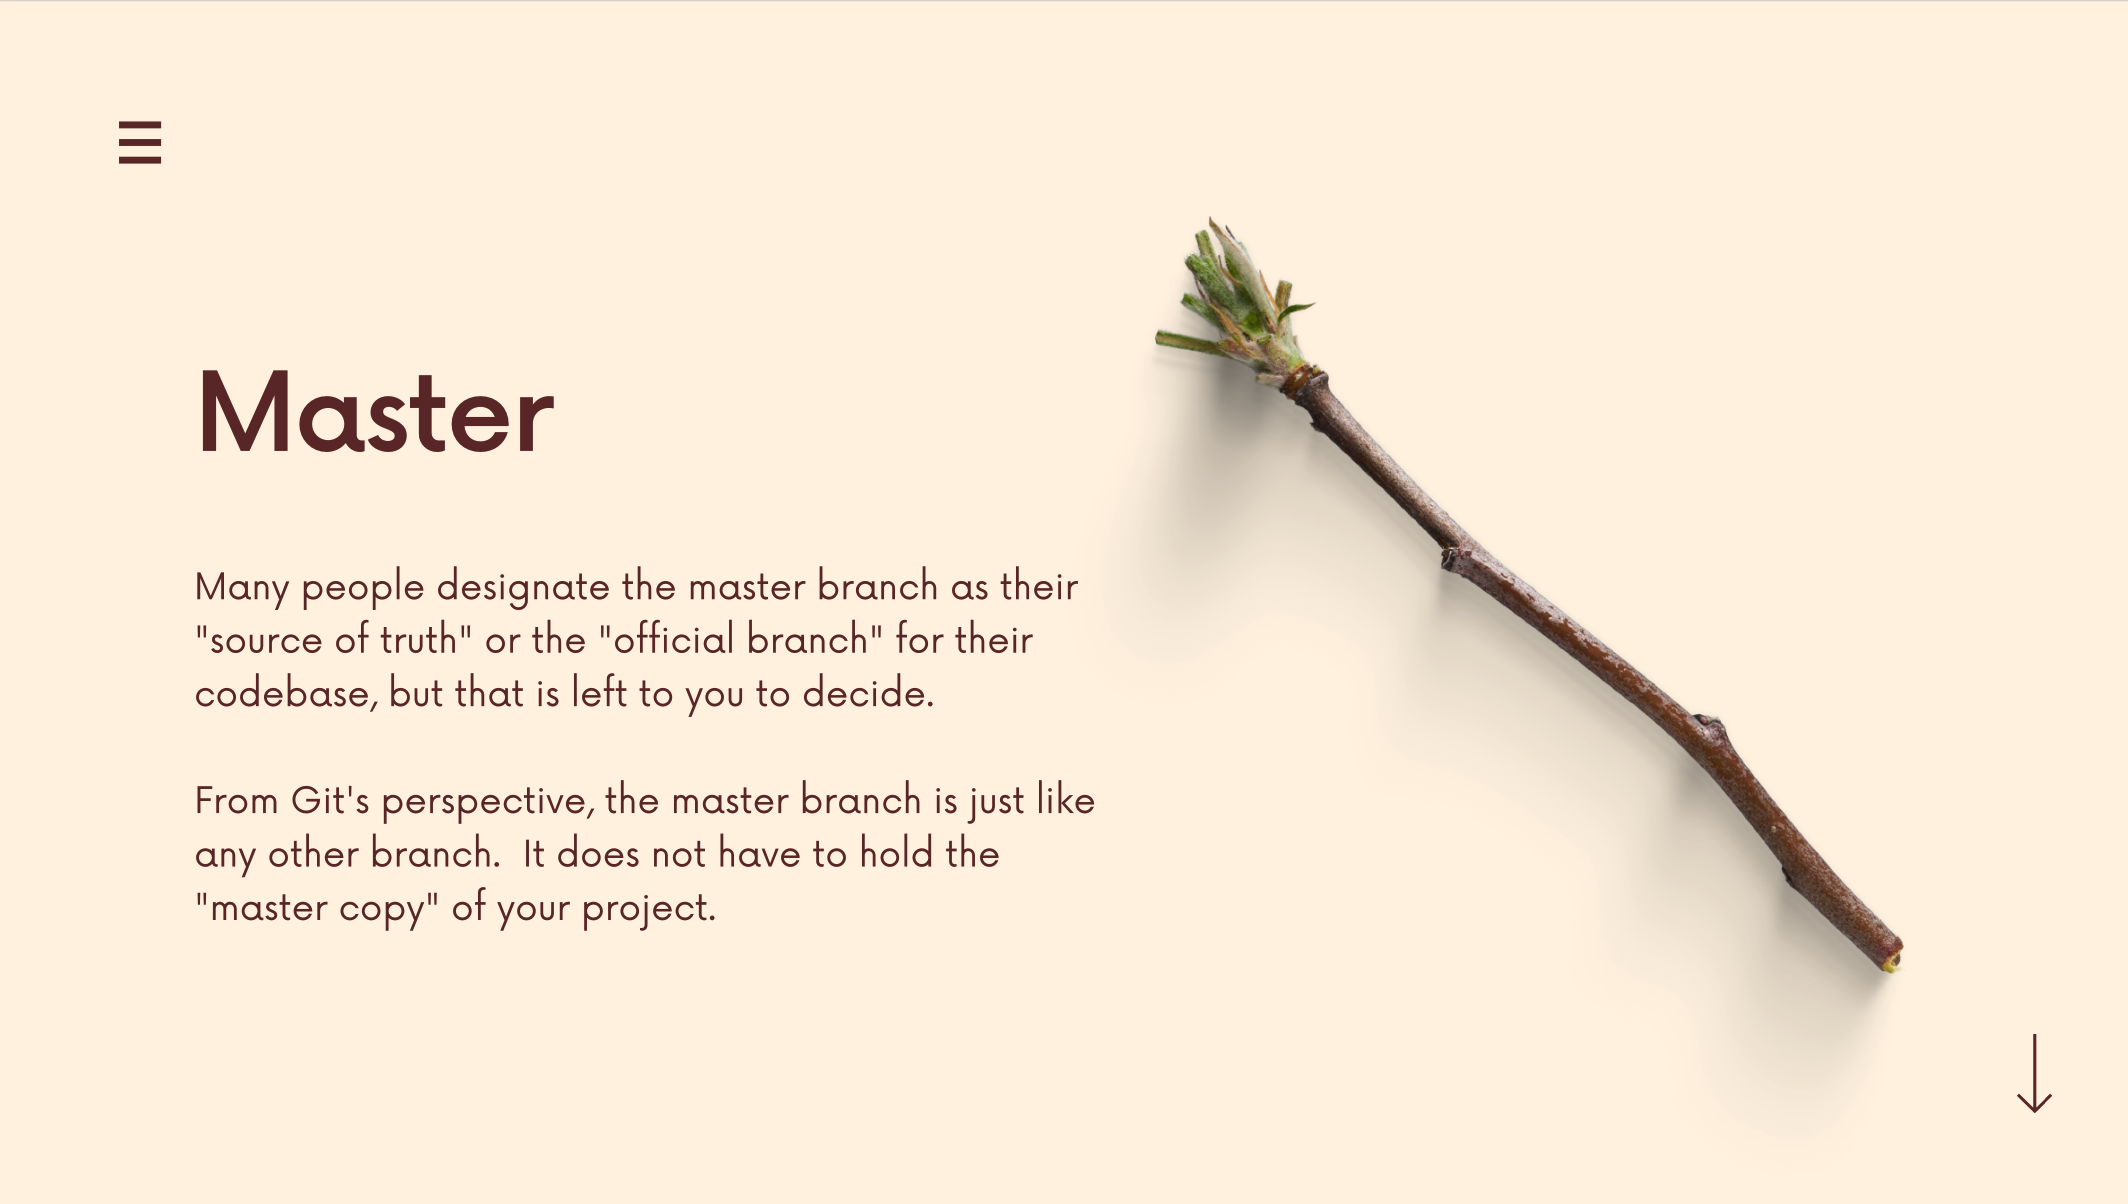 Master
Many people designate the master branch as their
"source of truth" or the "official branch" for their
codebase, but that is left to you to decide.
From Git's perspective, the master branch is just like
any other branch.  It does not have to hold the
"master copy" of your project.